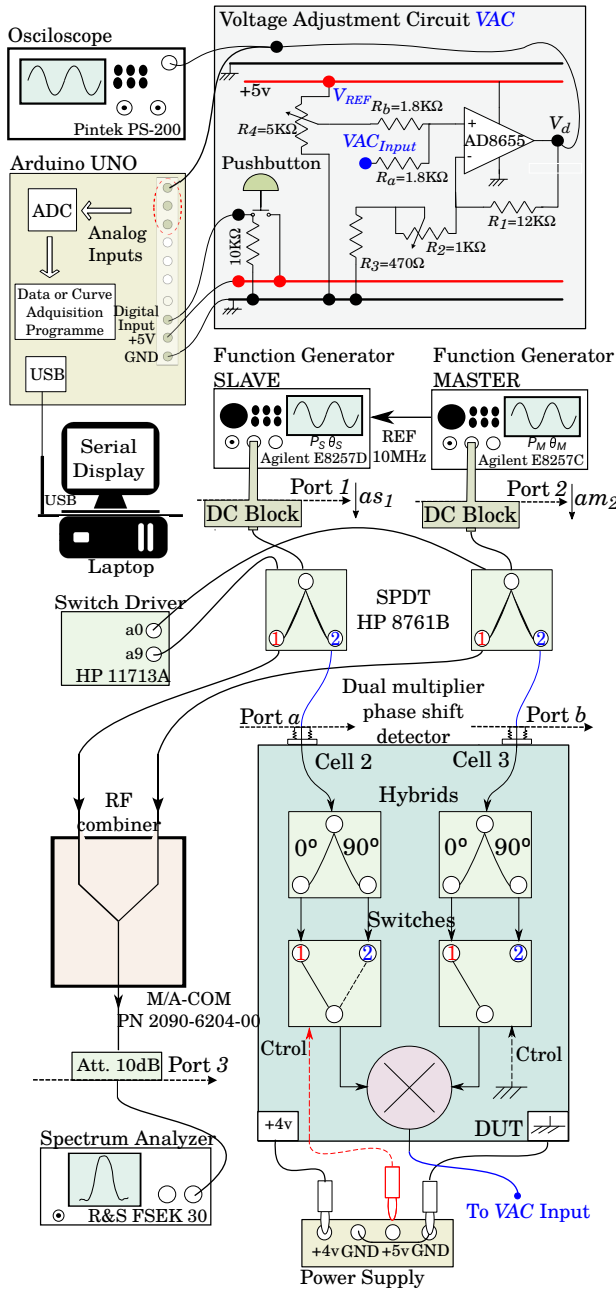 Osciloscope
Pintek PS-200
Voltage Adjustment Circuit VAC
+5v
V_REF
R_b=1.8KΩ
R_4=5KΩ
VAC_Input
R_a=1.8KΩ
+
-
AD8655
V_d
Pushbutton
10KΩ
R_1=12KΩ
R_2=1KΩ
R_3=470Ω
Arduino UNO
ADC
Analog
Inputs
Data or Curve
Adquisition
Programme
Digital
Input
+5V
GND
USB
Serial
Display
USB
Laptop
Function Generator
SLAVE
P_S θ_S
Agilent E8257D
REF
10MHz
Function Generator
MASTER
P_M θ_M
Agilent E8257C
Port 1
as_1
DC Block
Port 2
am_2
DC Block
Switch Driver
a0
a9
HP 11713A
1
2
SPDT
HP 8761B
1
2
Dual multiplier
phase shift
detector
Port a
Port b
Cell 2
Cell 3
Hybrids
0º
90º
0º
90º
Switches
1
2
1
2
Ctrol
Ctrol
+4v
DUT
RF
combiner
M/A-COM
PN 2090-6204-00
Att. 10dB
Port 3
Spectrum Analyzer
R&S FSEK 30
To VAC Input
+4v
GND
+5v
GND
Power Supply